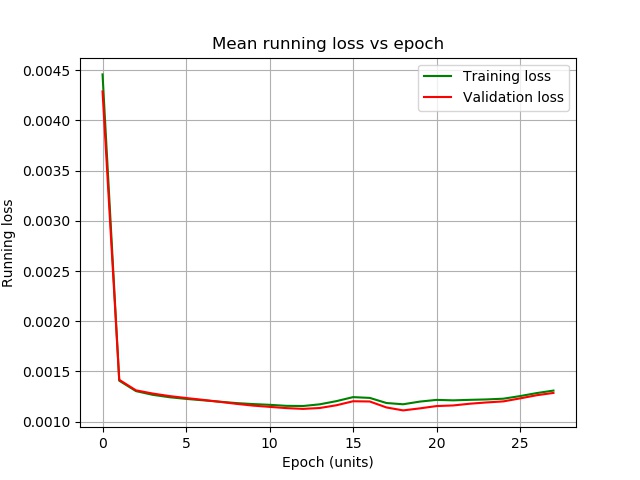 Mean running loss vs epoch
Training loss
Validation loss
0.0045
0.0040
0.0035
0.0030
0.0025
0.0020
0.0015
0.0010
Running loss
0 5 10 15 20 25
Epoch (units)